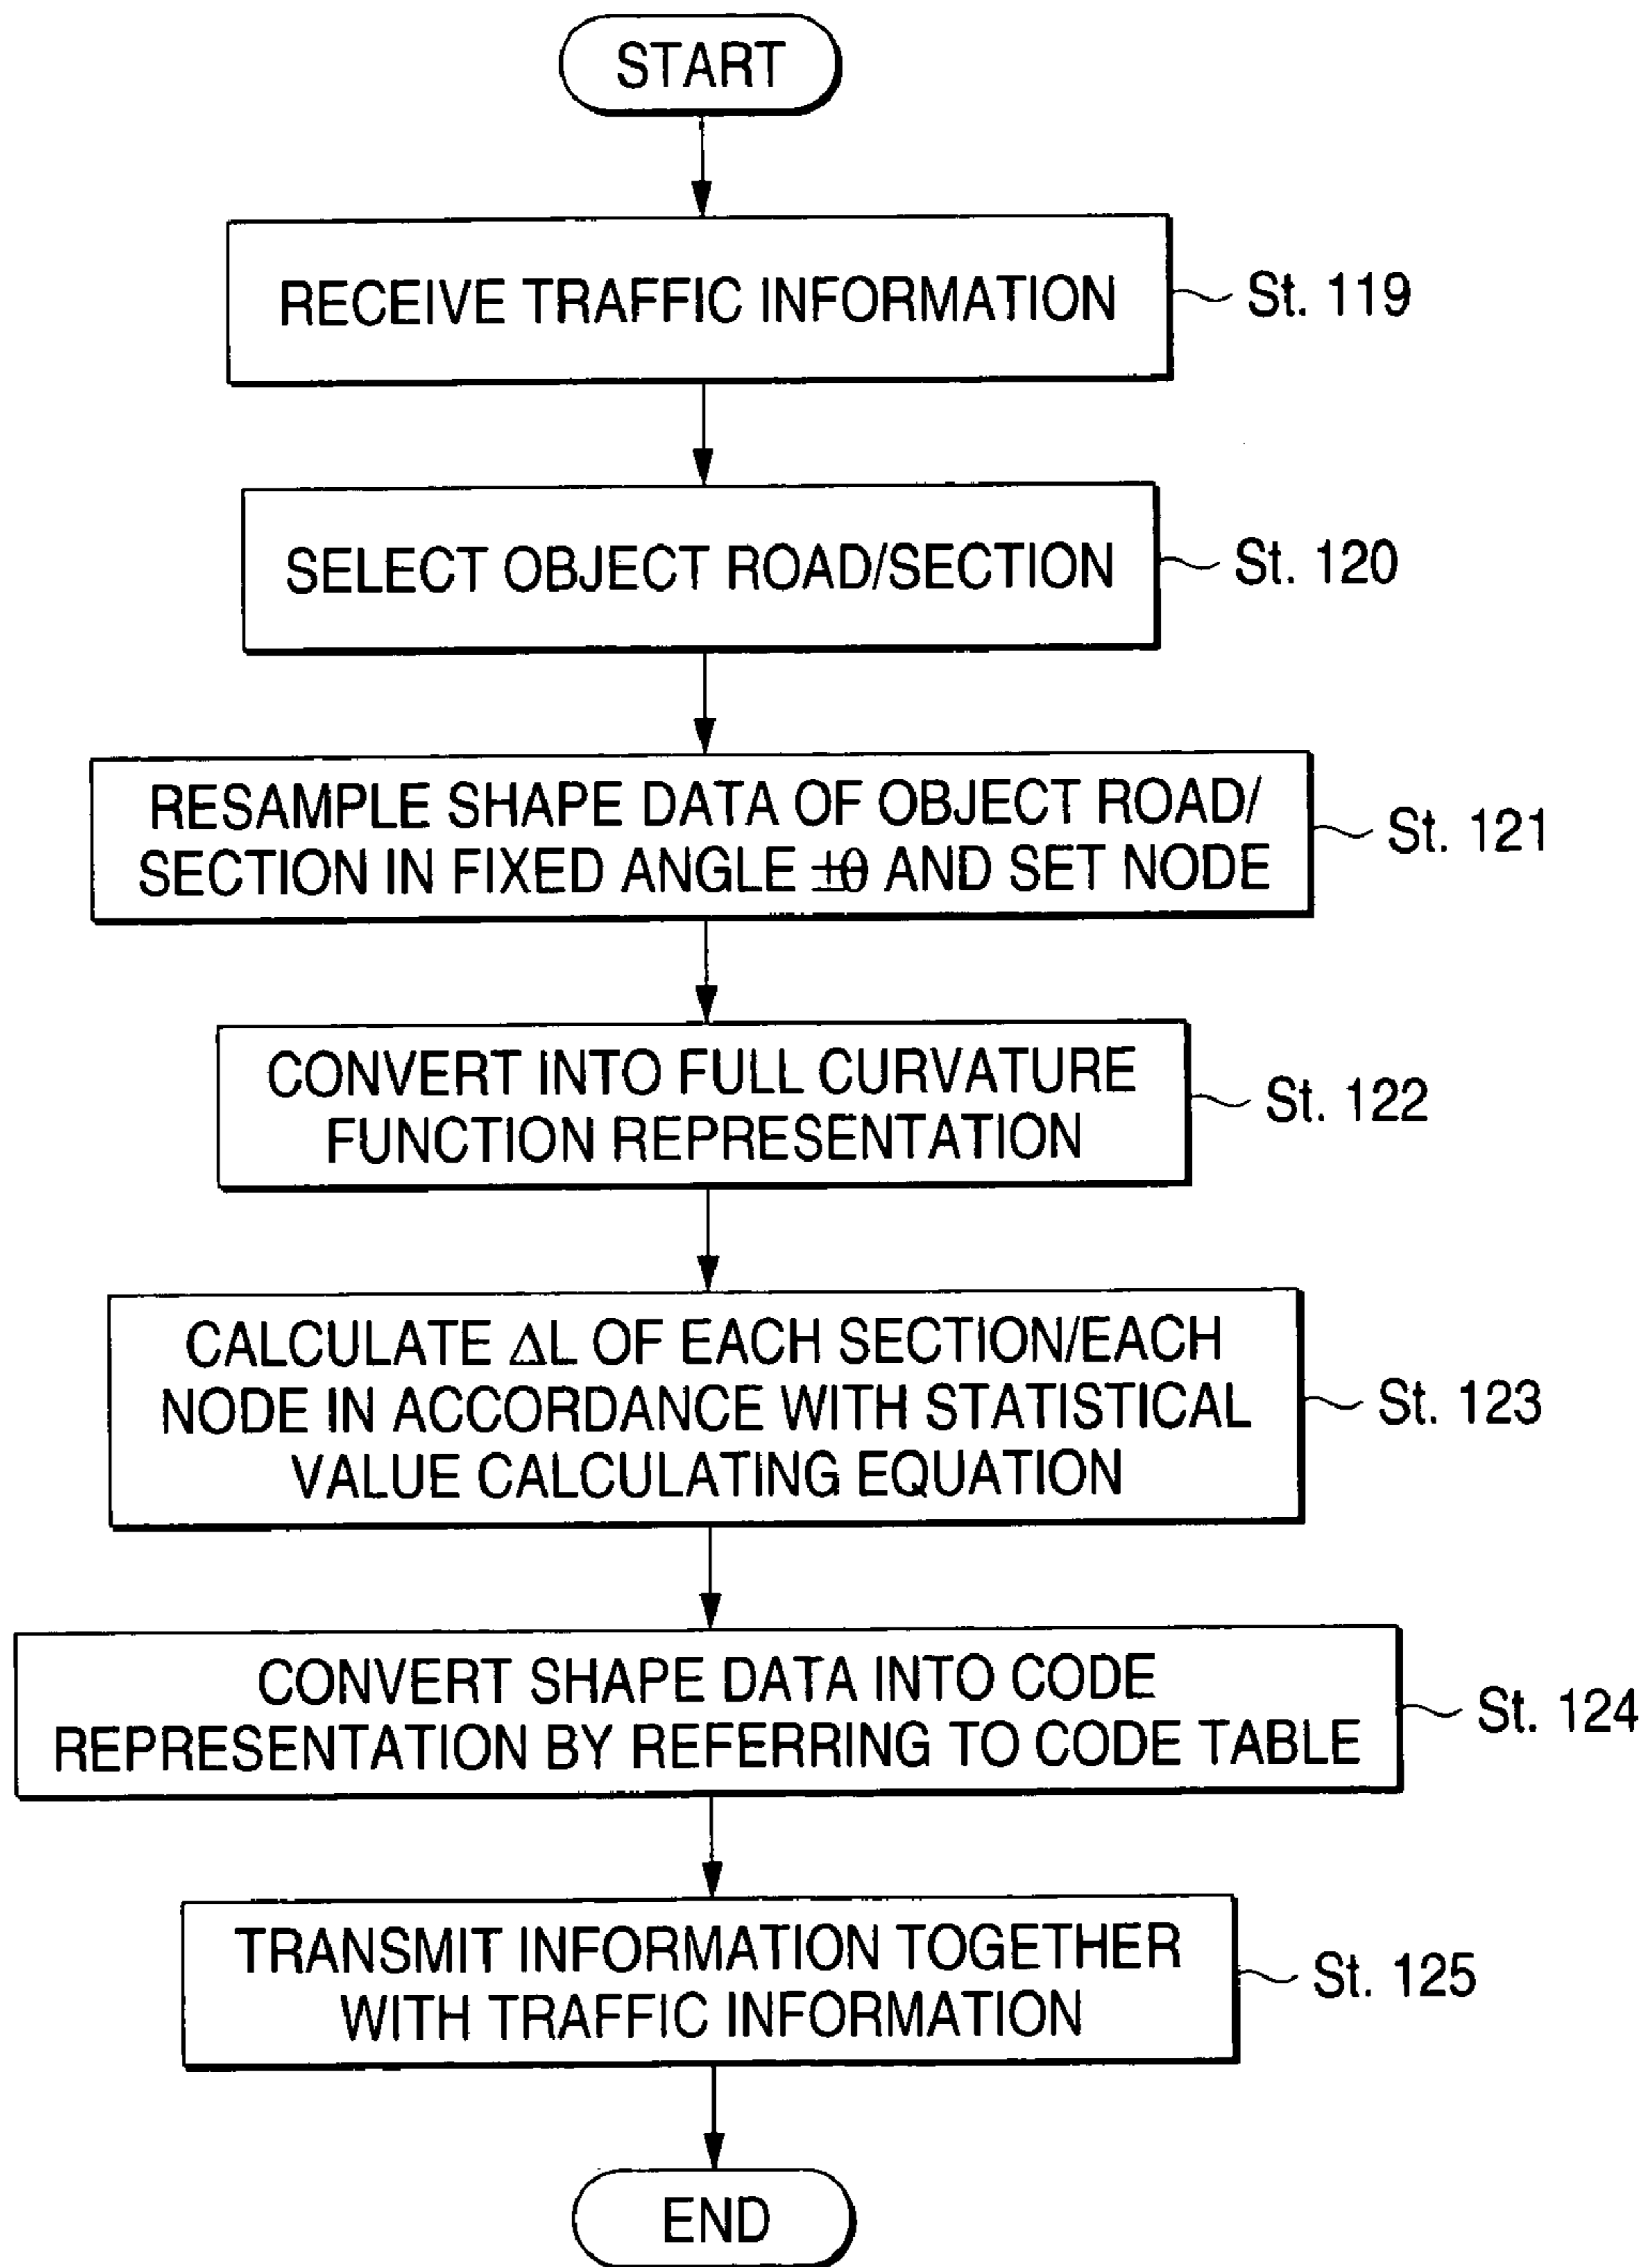 START
RECEIVE TRAFFIC INFORMATION
St. 119
SELECT OBJECT ROAD/SECTION
St. 120
RESAMPLE SHAPE DATA OF OBJECT ROAD/
SECTION IN FIXED ANGLE ±θ AND SET NODE
St. 121
CONVERT INTO FULL CURVATURE
FUNCTION REPRESENTATION
St. 122
CALCULATE ΔL OF EACH SECTION/EACH
NODE IN ACCORDANCE WITH STATISTICAL
VALUE CALCULATING EQUATION
St. 123
CONVERT SHAPE DATA INTO CODE
REPRESENTATION BY REFERRING TO CODE TABLE
St. 124
TRANSMIT INFORMATION TOGETHER
WITH TRAFFIC INFORMATION
St. 125
END